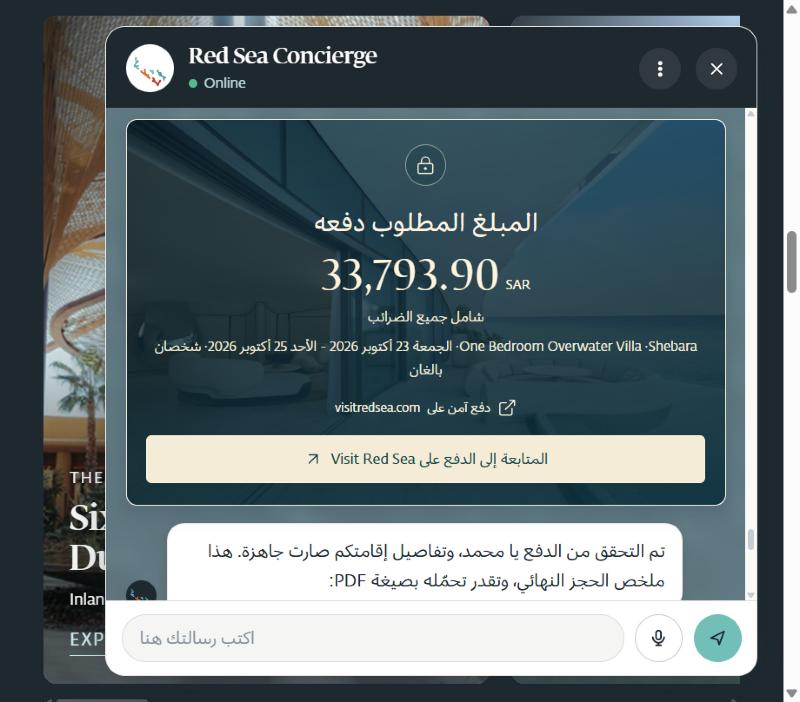 Red Sea Concierge
Online
المبلغ المطلوب دفعه
33,793.90 SAR
شامل جميع الضرائب
One Bedroom Overwater Villa ·Shebara· الجمعة 23 أكتوبر 2026 - الأحد 25 أكتوبر 2026· شخصان
بالغان
دفع آمن على visitredsea.com
المتابعة إلى الدفع على Visit Red Sea
تم التحقق من الدفع يا محمد، وتفاصيل إقامتكم صارت جاهزة. هذا
ملخص الحجز النهائي، وتقدر تحمّله بصيغة PDF:
اكتب رسالتك هنا
THE
Six
Du
Inlan
EXP